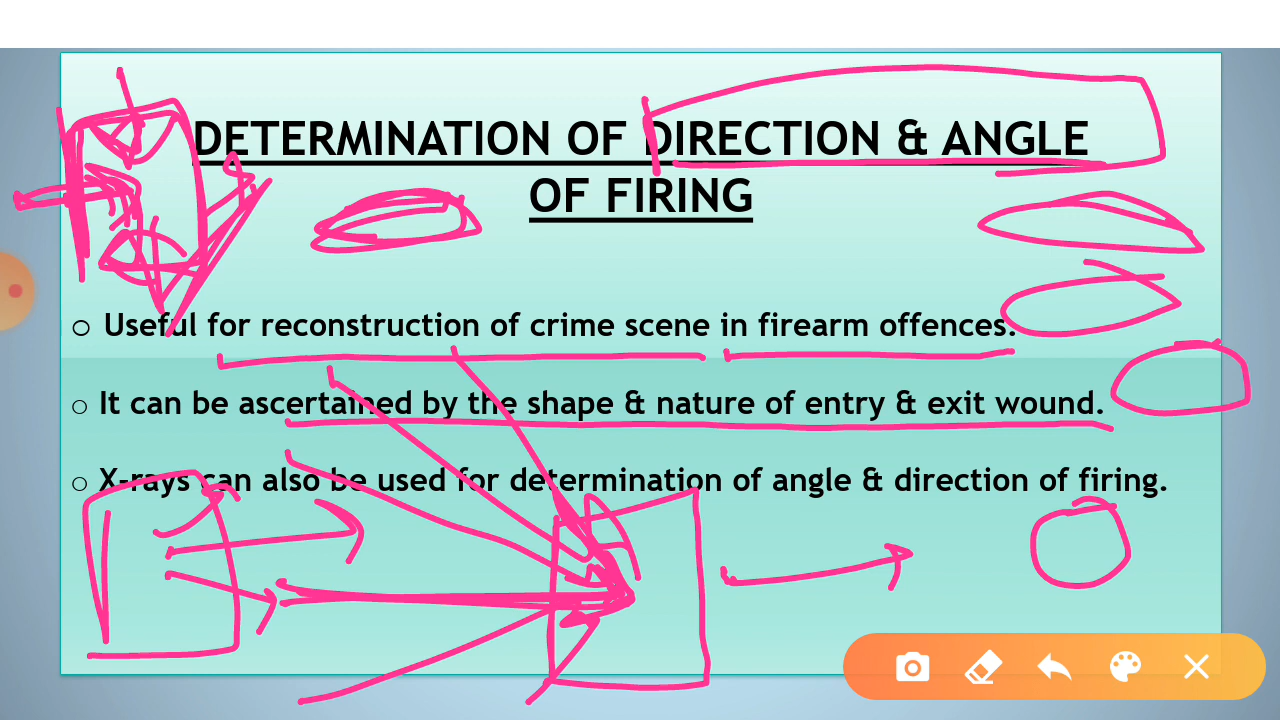 DETERMINATION OF DIRECTION & ANGLE
OF FIRING
o Useful for reconstruction of crime scene in firearm offences.
o It can be ascertained by the shape & nature of entry & exit wound.
o X-rays can also be used for determination of angle & direction of firing.